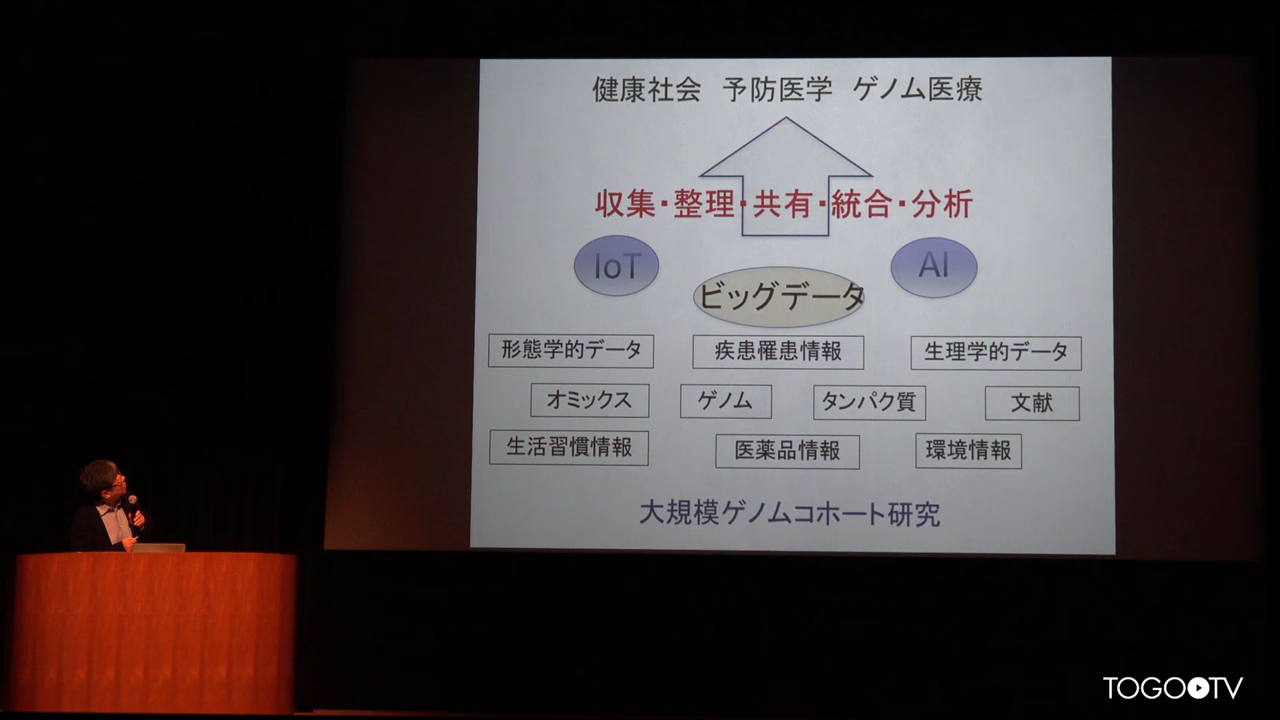 健康社会 予防医学 ゲノム医療
収集・整理・共有・統合・分析
IoT
AI
ビッグデータ
形態学的データ
疾患罹患情報
生理学的データ
オミックス
ゲノム
タンパク質
文献
生活習慣情報
医薬品情報
環境情報
大規模ゲノムコホート研究
TOGO TV